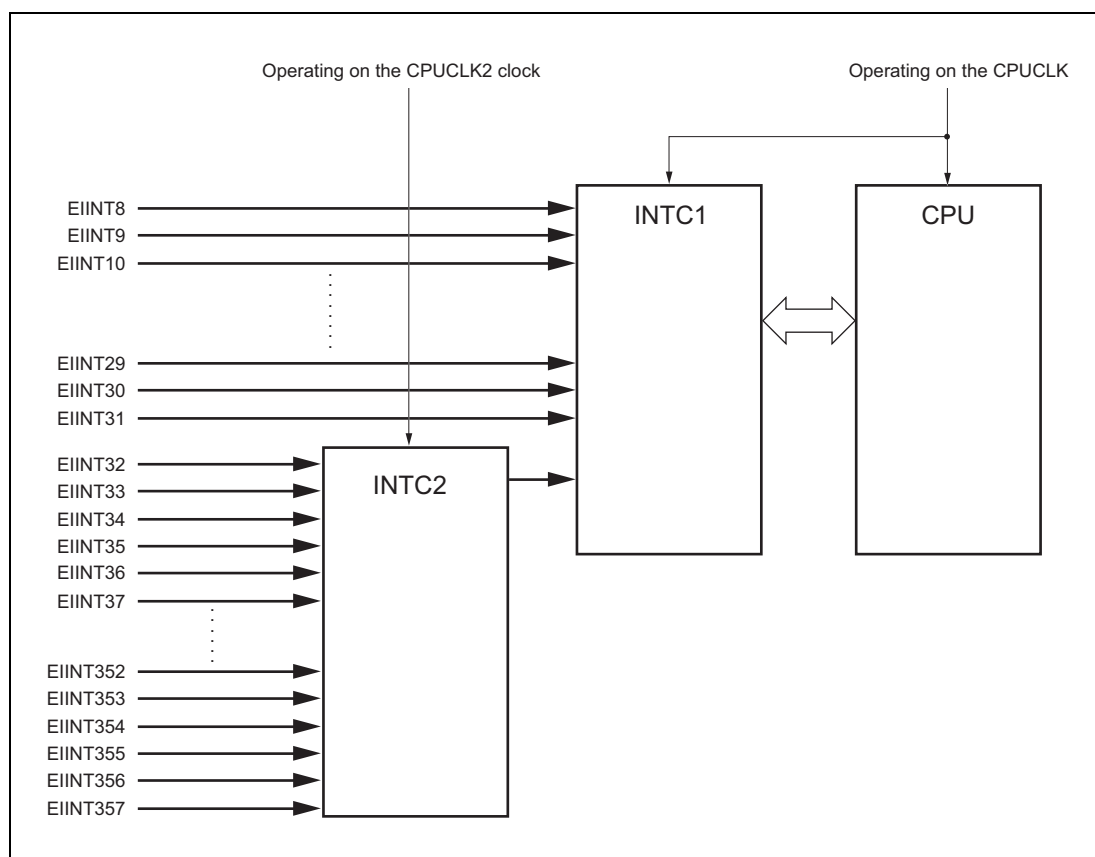 Operating on the CPUCLK2 clock
Operating on the CPUCLK
EIINT8
EIINT9
EIINT10
EIINT29
EIINT30
EIINT31
INTC1
CPU
EIINT32
EIINT33
EIINT34
EIINT35
EIINT36
EIINT37
EIINT352
EIINT353
EIINT354
EIINT355
EIINT356
EIINT357
INTC2